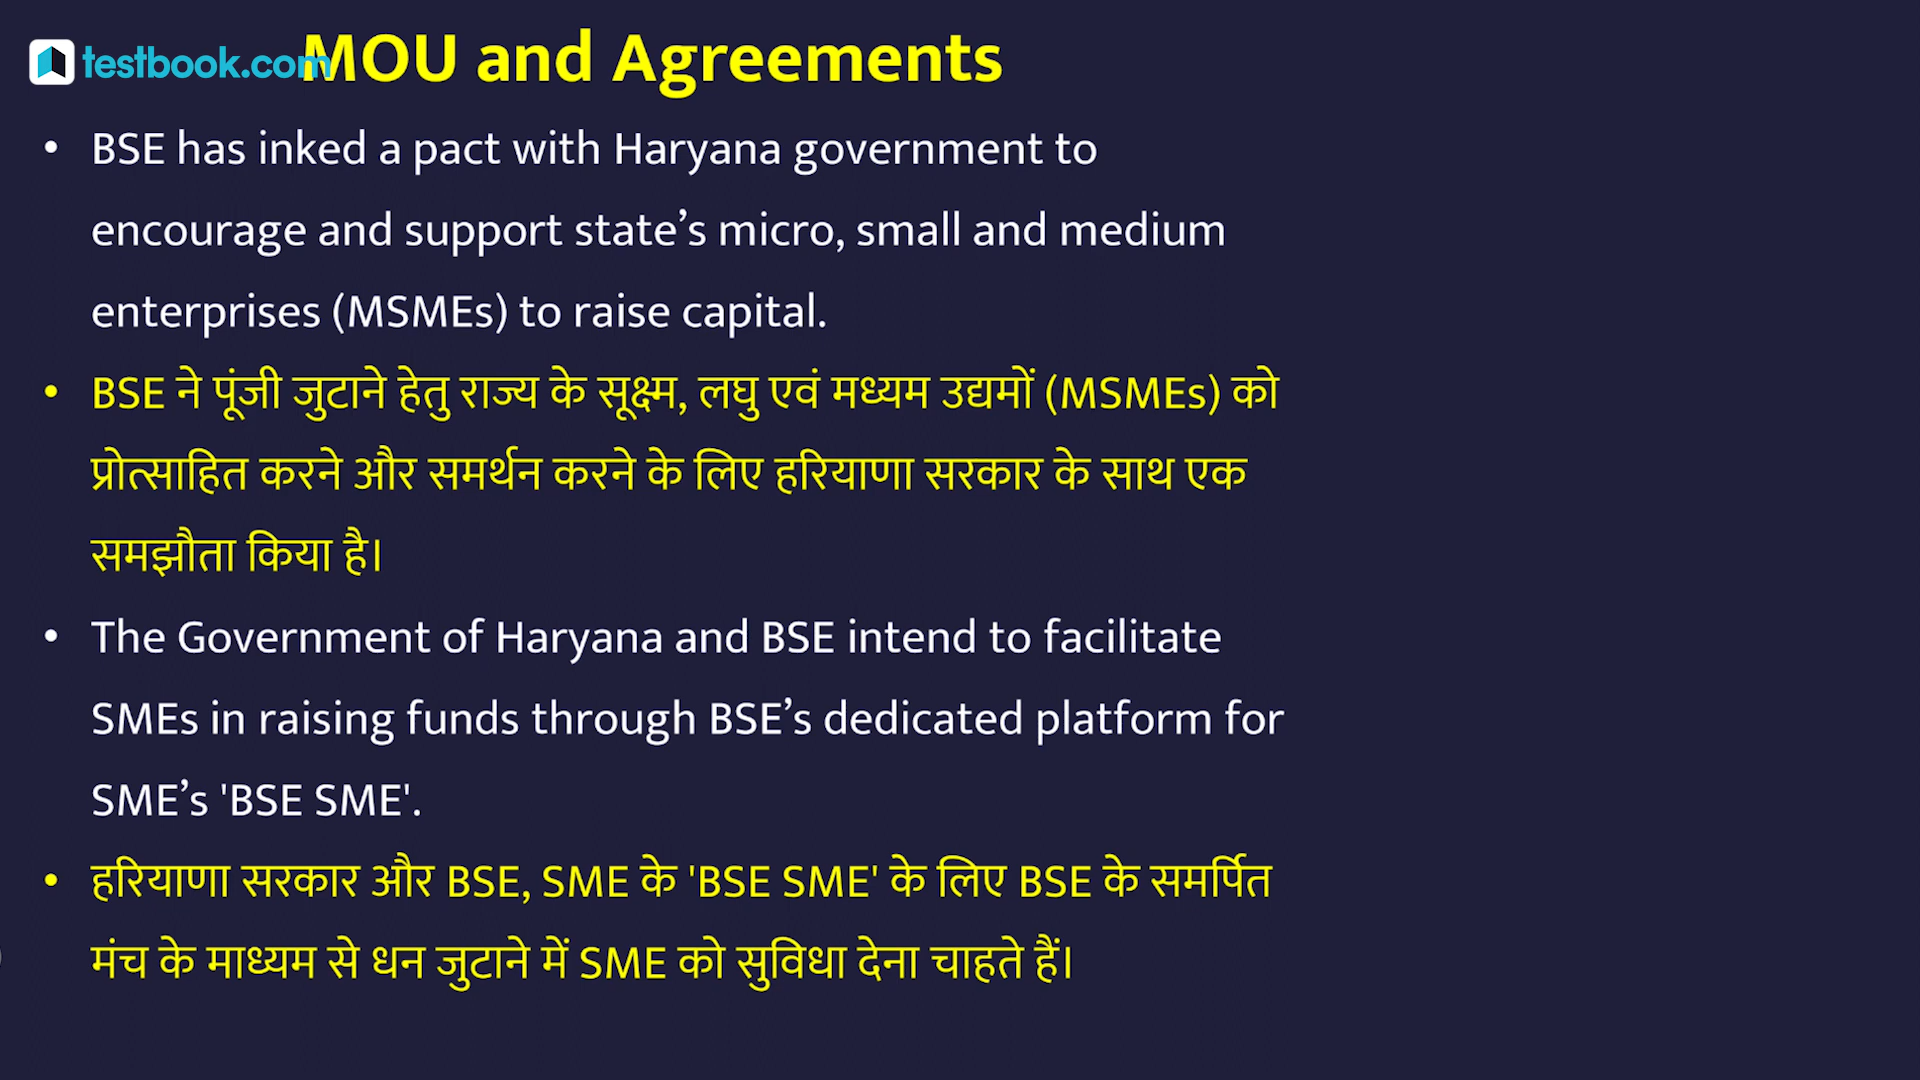 testbook.com
MOU and Agreements
• BSE has inked a pact with Haryana government to
encourage and support state’s micro, small and medium
enterprises (MSMEs) to raise capital.
• BSE ने पूंजी जुटाने हेतु राज्य के सूक्ष्म, लघु एवं मध्यम उद्यमों (MSMEs) को
प्रोत्साहित करने और समर्थन करने के लिए हरियाणा सरकार के साथ एक
समझौता किया है।
• The Government of Haryana and BSE intend to facilitate
SMEs in raising funds through BSE’s dedicated platform for
SME’s 'BSE SME'.
• हरियाणा सरकार और BSE, SME के 'BSE SME' के लिए BSE के समर्पित
मंच के माध्यम से धन जुटाने में SME को सुविधा देना चाहते हैं।